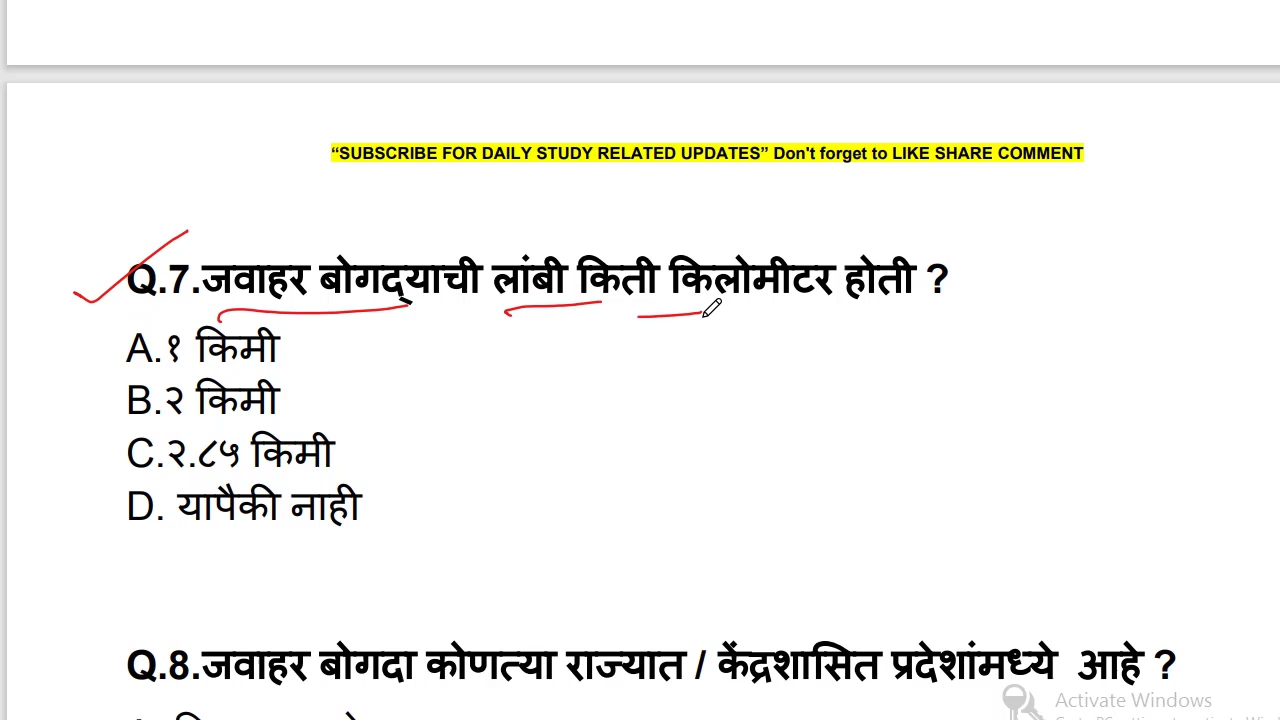 “SUBSCRIBE FOR DAILY STUDY RELATED UPDATES” Don't forget to LIKE SHARE COMMENT
Q.7.जवाहर बोगद्याची लांबी किती किलोमीटर होती ?
A.१ किमी
B.२ किमी
C.२.८५ किमी
D. यापैकी नाही
Q.8.जवाहर बोगदा कोणत्या राज्यात / केंद्रशासित प्रदेशांमध्ये आहे ?
Activate Windows